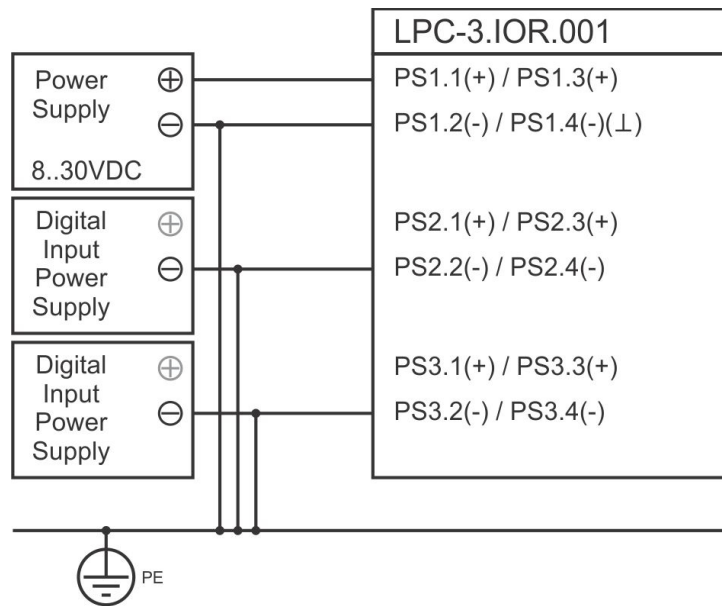 LPC-3.IOR.001
Power
Supply
8..30VDC
PS1.1(+) / PS1.3(+)
PS1.2(-) / PS1.4(-)(⊥)
Digital
Input
Power
Supply
PS2.1(+) / PS2.3(+)
PS2.2(-) / PS2.4(-)
Digital
Input
Power
Supply
PS3.1(+) / PS3.3(+)
PS3.2(-) / PS3.4(-)
PE